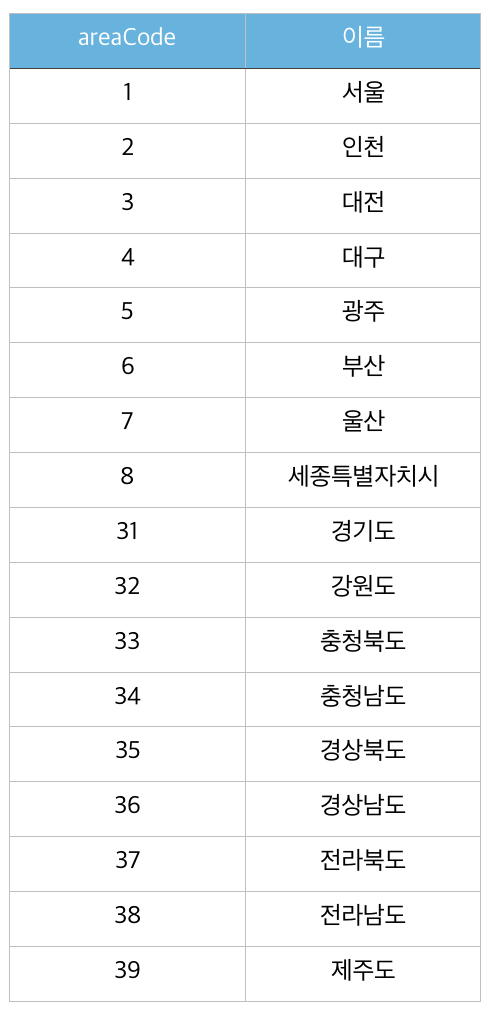 areaCode 이름
1 서울
2 인천
3 대전
4 대구
5 광주
6 부산
7 울산
8 세종특별자치시
31 경기도
32 강원도
33 충청북도
34 충청남도
35 경상북도
36 경상남도
37 전라북도
38 전라남도
39 제주도